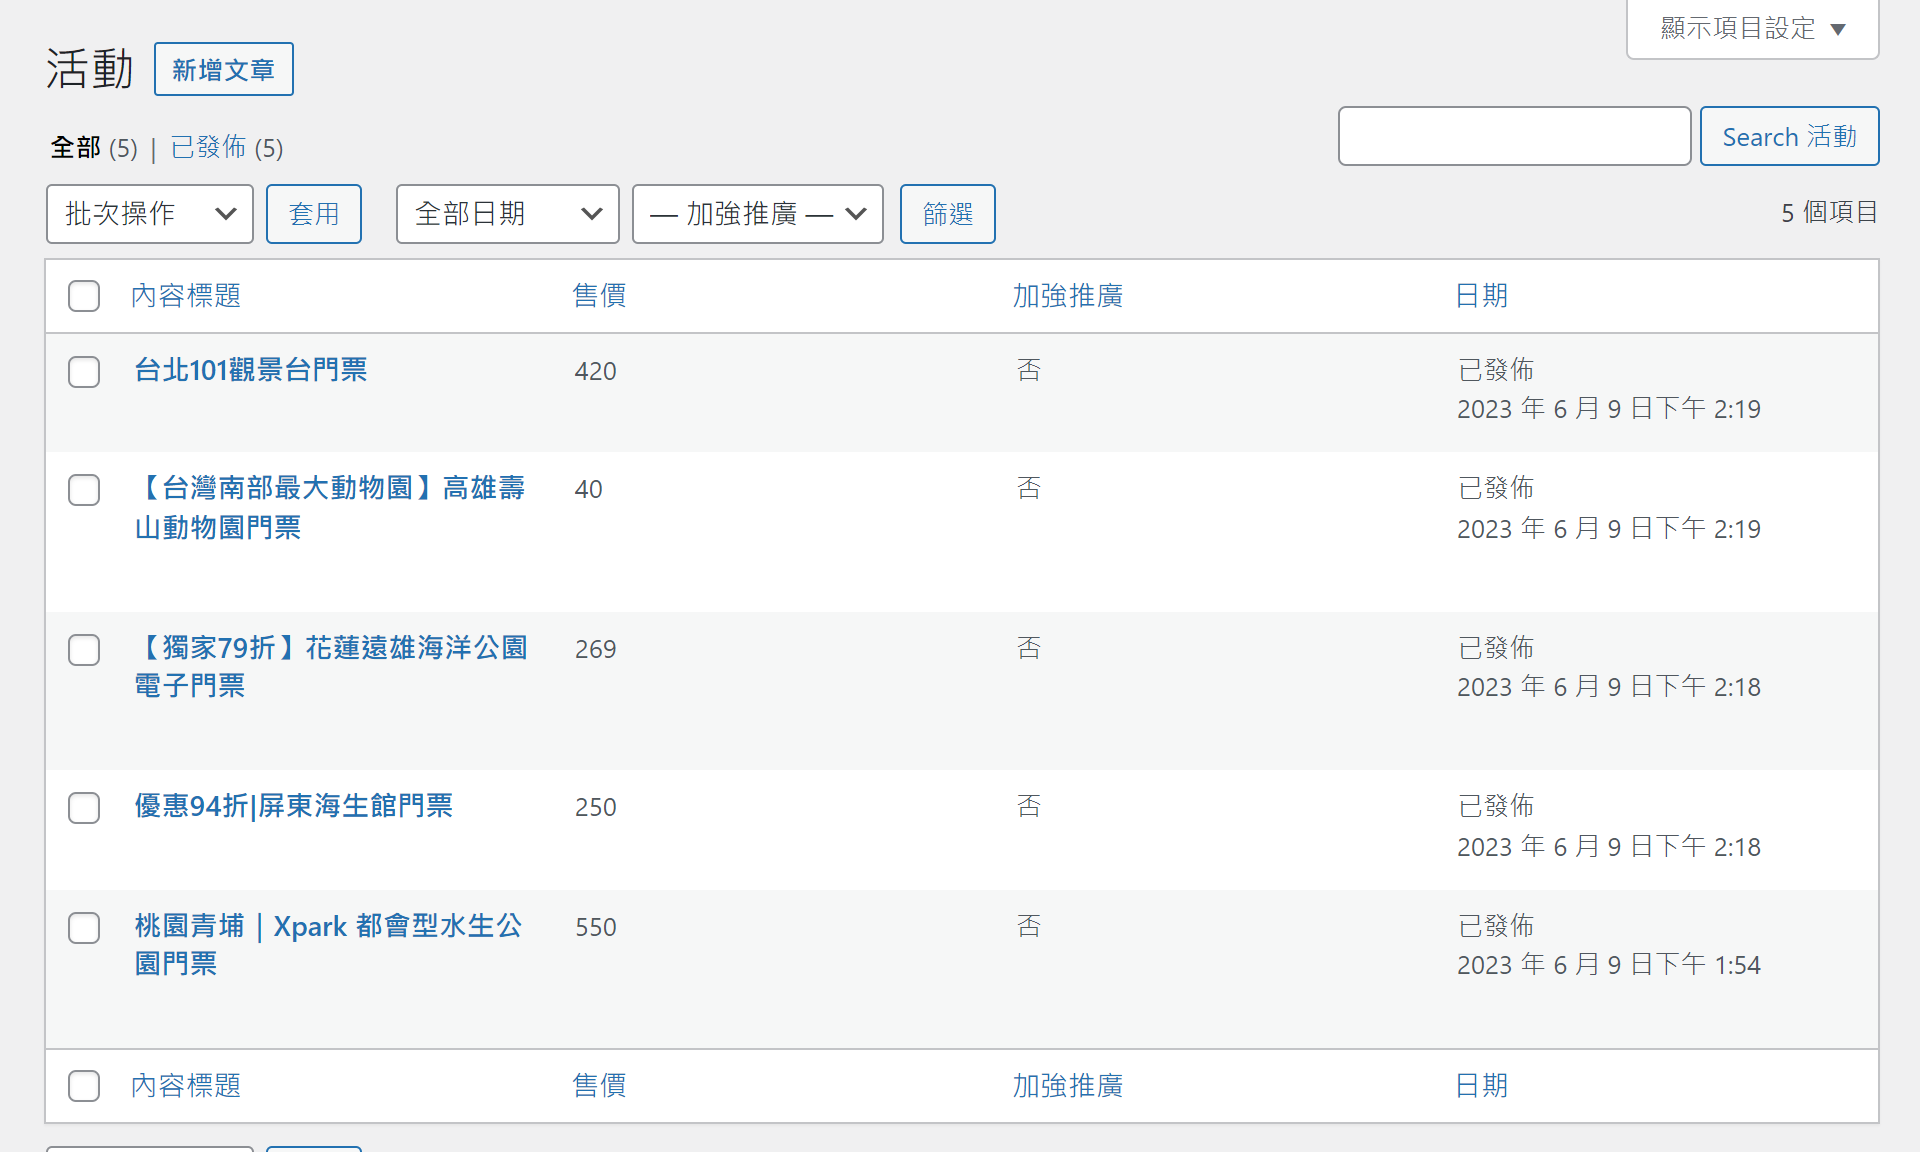 顯示項目設定 ▼
活動 新增文章
全部 (5) | 已發佈 (5)
Search 活動
批次操作 套用 全部日期 — 加強推廣 — 篩選 5 個項目
內容標題 售價 加強推廣 日期
台北101觀景台門票 420 否 已發佈
2023 年 6 月 9 日下午 2:19
【台灣南部最大動物園】高雄壽 40 否 已發佈
山動物園門票 2023 年 6 月 9 日下午 2:19
【獨家79折】花蓮遠雄海洋公園 269 否 已發佈
電子門票 2023 年 6 月 9 日下午 2:18
優惠94折|屏東海生館門票 250 否 已發佈
2023 年 6 月 9 日下午 2:18
桃園青埔｜Xpark 都會型水生公 550 否 已發佈
園門票 2023 年 6 月 9 日下午 1:54
內容標題 售價 加強推廣 日期